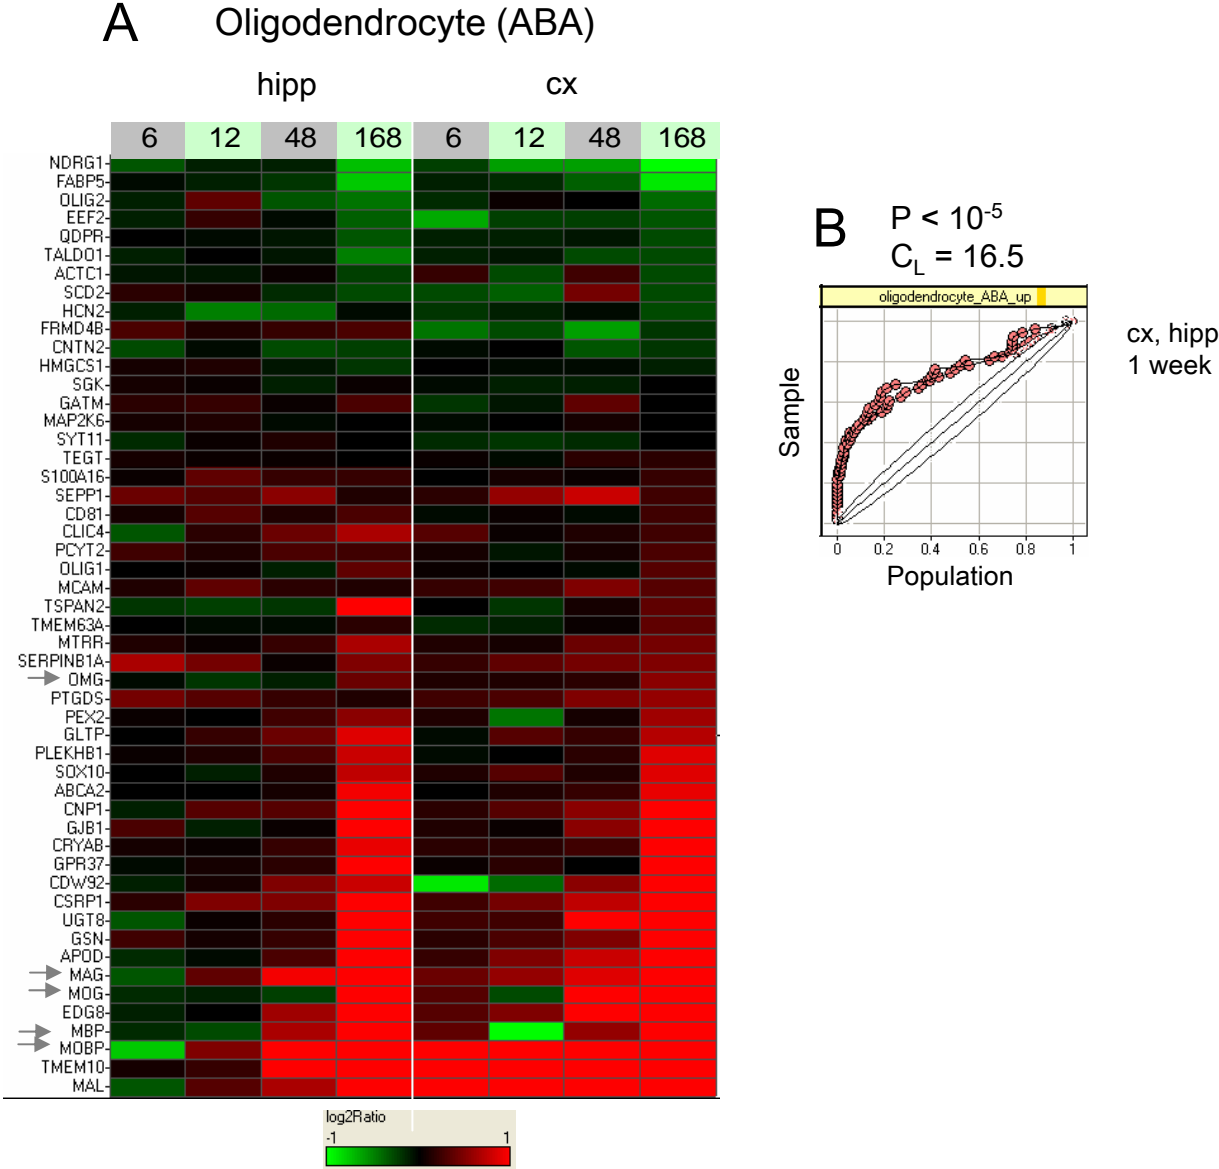 A Oligodendrocyte (ABA)
hipp cx
6 12 48 168 6 12 48 168
NDRG1
FABP5
OLIG2
EEF2
QDPR
TALDO1
ACTC1
SCD2
HCN2
FRMD4B
CNTN2
HMGCS1
SGK
GATM
MAP2K6
SYT11
TEGT
S100A16
SEPP1
CD81
CLIC4
PCYT2
OLIG1
MCAM
TSPAN2
TMEM63A
MTRR
SERPINB1A
OMG
PTGDS
PEX2
GLTP
PLEKHB1
SOX10
ABCA2
CNP1
GJB1
CRYAB
GPR37
CDW92
CSRP1
UGT8
GSN
APOD
MAG
MOG
EDG8
MBP
MOBP
TMEM10
MAL
log2Ratio
-1 1
B P < 10-5
CL = 16.5
oligodendrocyte_ABA_up
cx, hipp
1 week
Sample
0 0.2 0.4 0.6 0.8 1
Population